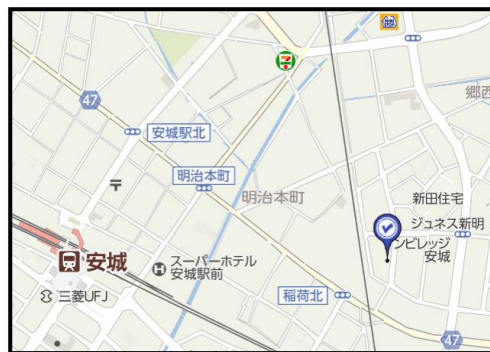 郷西
47
安城駅北
明治本町
明治本町
新田住宅
ジュネス新明
ンビレッジ
安城
安城
スーパーホテル
安城駅前
三菱UFJ
稲荷北
47